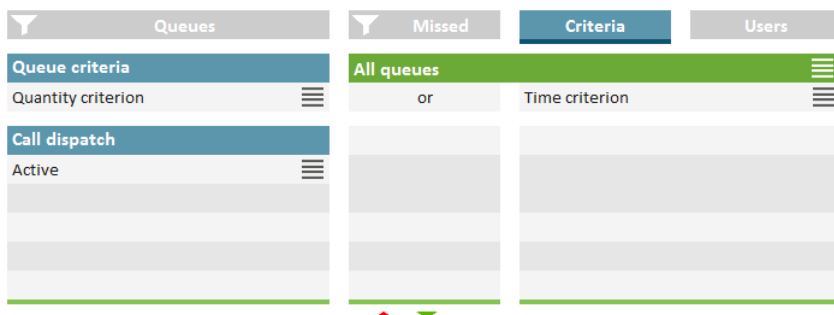 Queues Missed Criteria Users
Queue criteria All queues
Quantity criterion or Time criterion
Call dispatch
Active